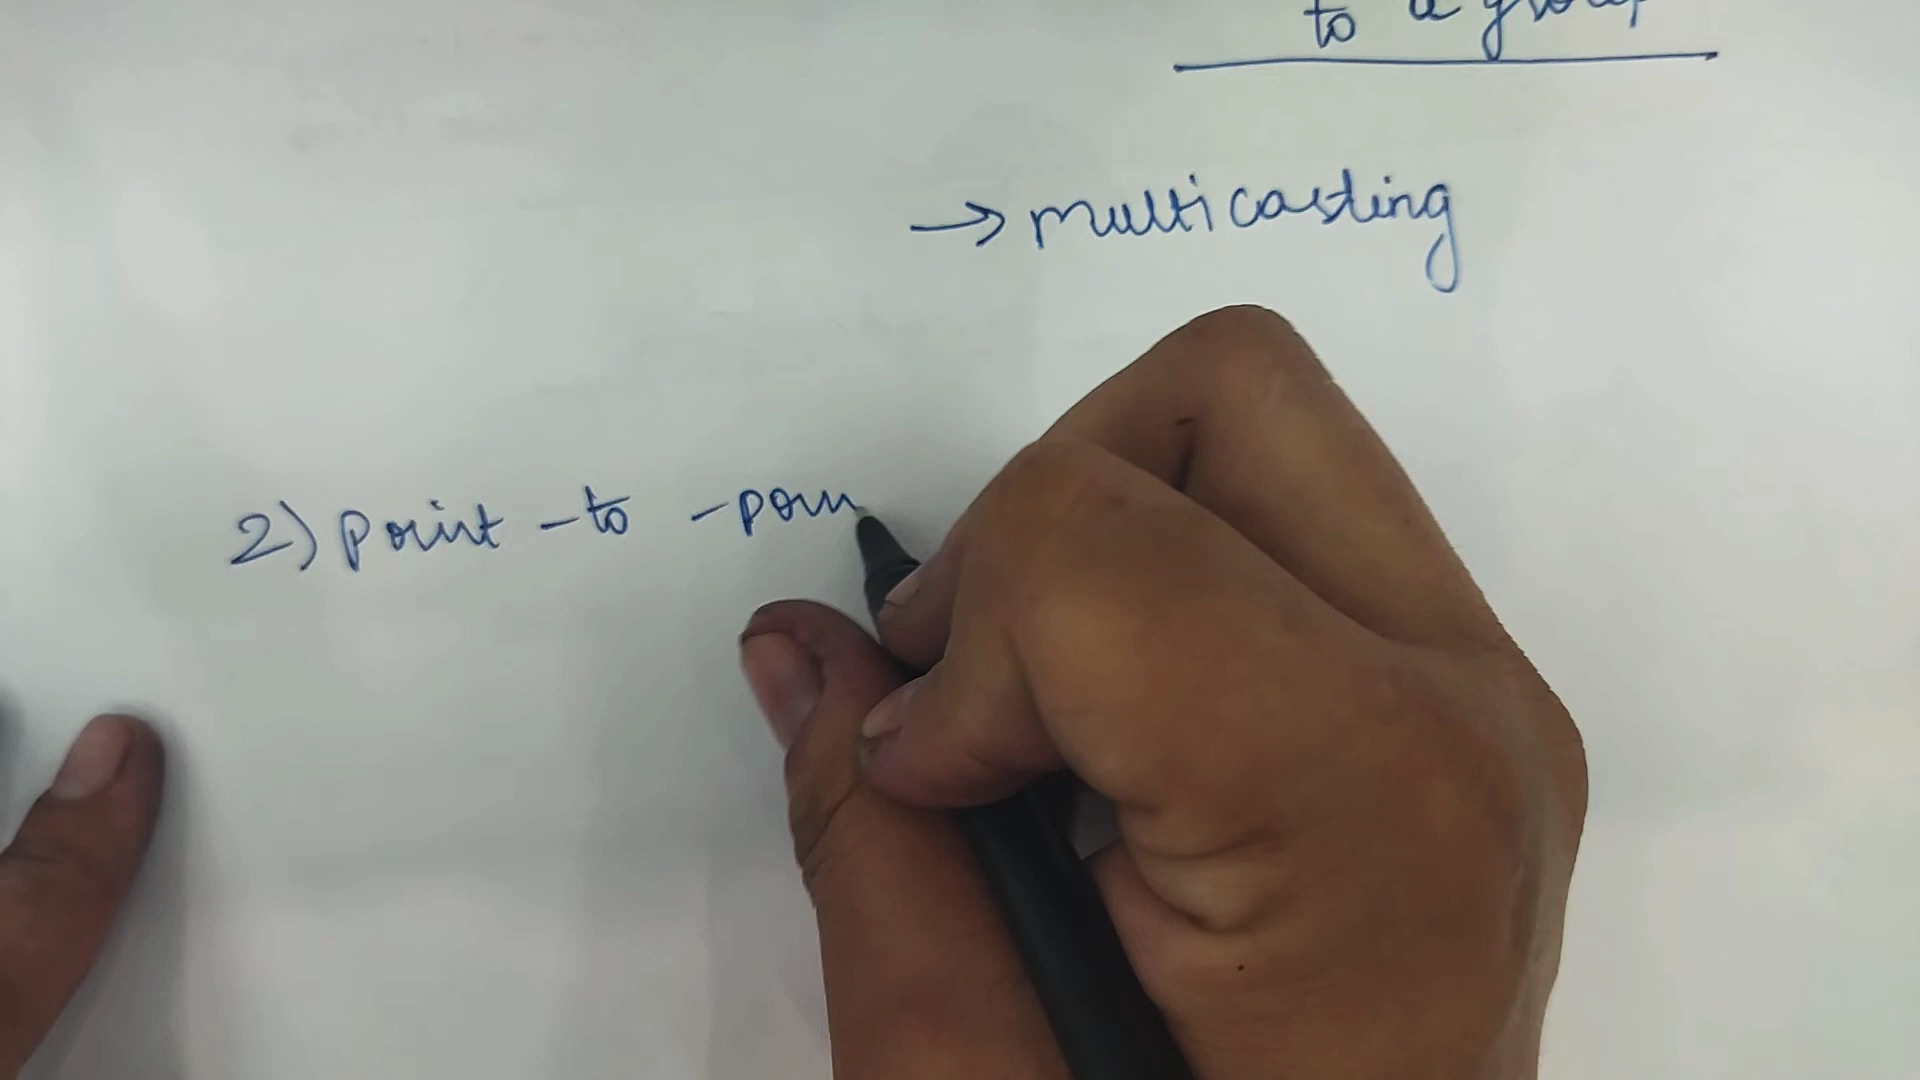 to a group
→ multicasting
2) point - to - poin